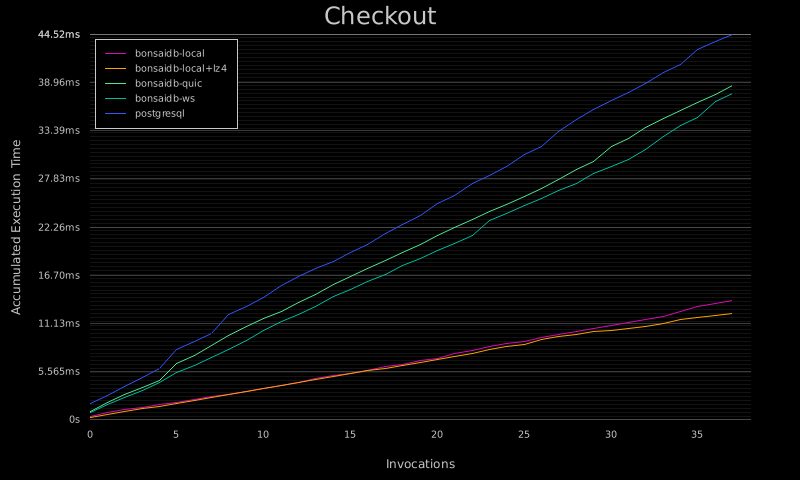 Checkout
44.52ms
38.96ms
33.39ms
27.83ms
22.26ms
16.70ms
11.13ms
5.565ms
0s
bonsaidb-local
bonsaidb-local+lz4
bonsaidb-quic
bonsaidb-ws
postgresql
Accumulated Execution Time
0 5 10 15 20 25 30 35
Invocations